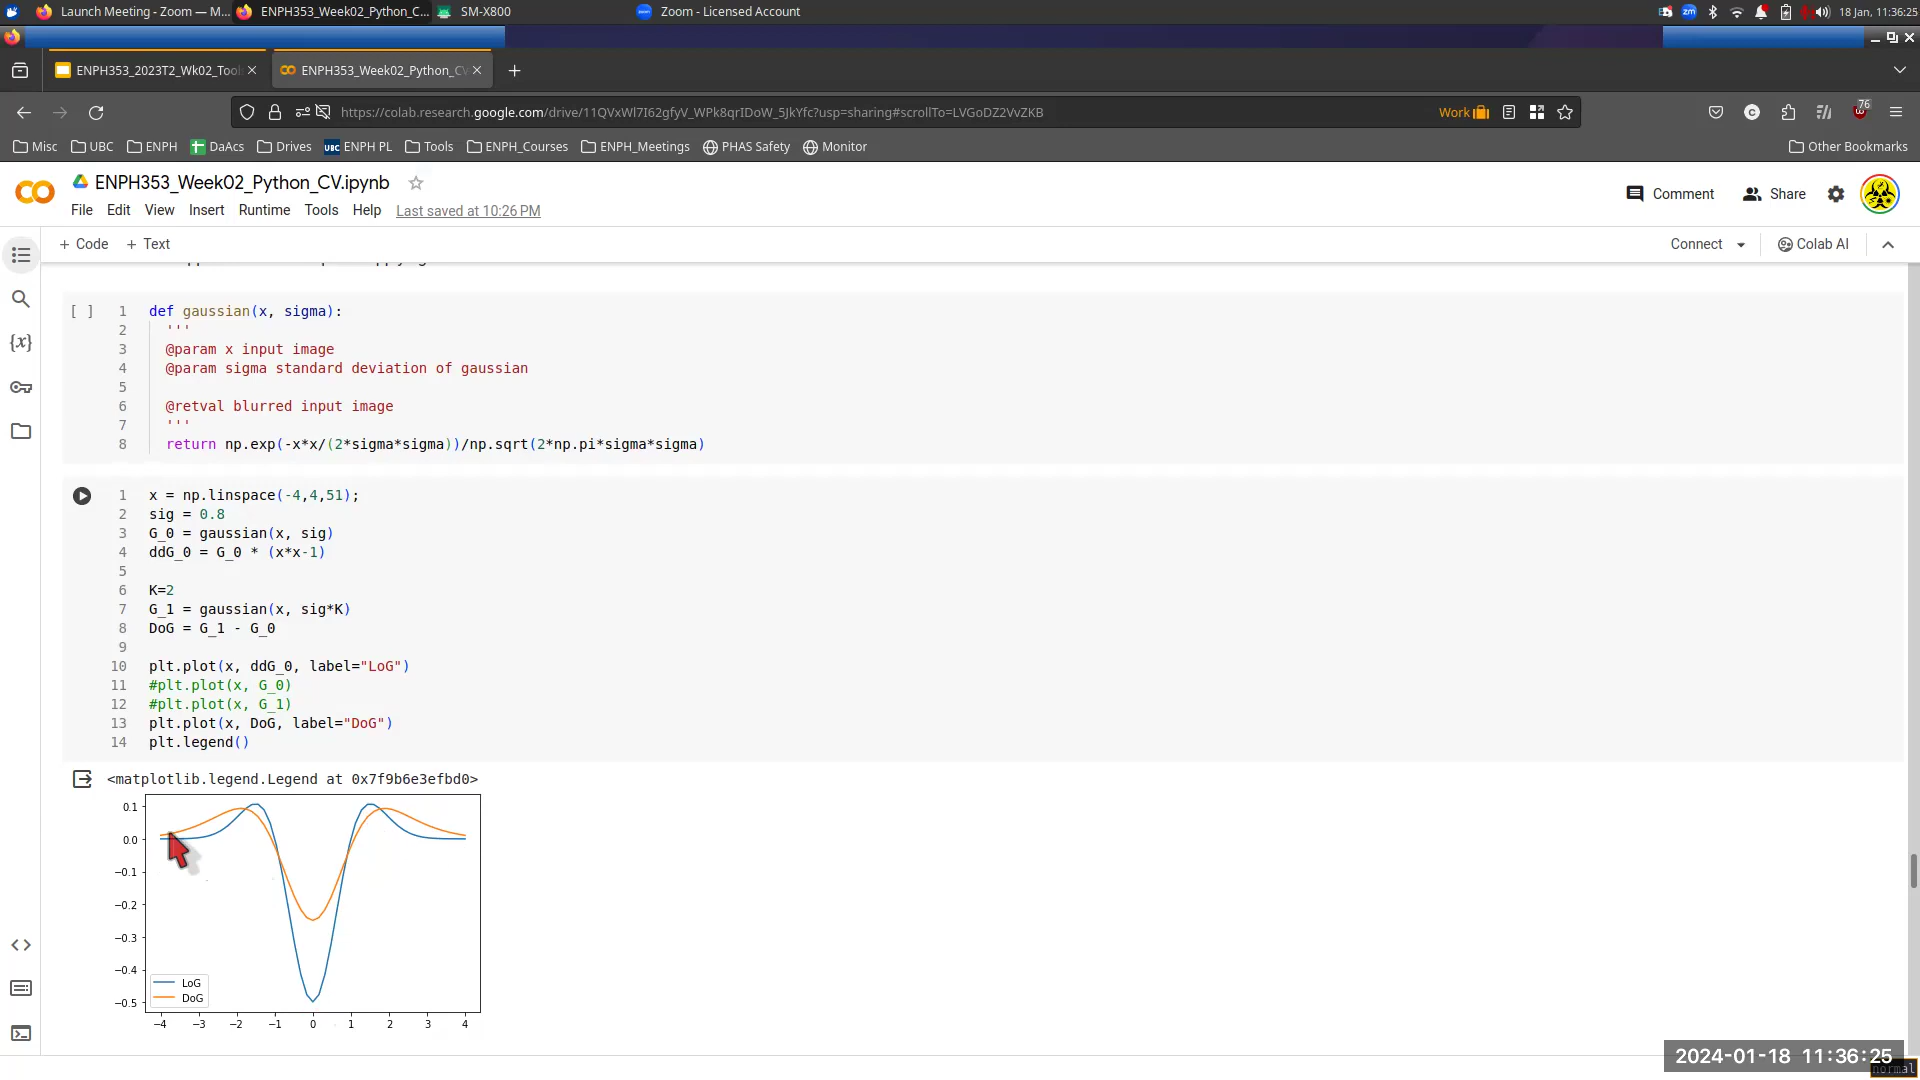 Launch Meeting - Zoom — M... ENPH353_Week02_Python_C... SM-X800 Zoom - Licensed Account 18 Jan, 11:36:25
ENPH353_2023T2_Wk02_Tool ENPH353_Week02_Python_CV
https://colab.research.google.com/drive/11QVxWl7I62gfyV_WPk8qrIDoW_5JkYfc?usp=sharing#scrollTo=LVGoDZ2VvZKB Work 76
Misc UBC ENPH DaAcs Drives UBC ENPH PL Tools ENPH_Courses ENPH_Meetings PHAS Safety Monitor Other Bookmarks
ENPH353_Week02_Python_CV.ipynb
Comment Share
File Edit View Insert Runtime Tools Help Last saved at 10:26 PM
+ Code + Text Connect Colab AI
[ ] 1 def gaussian(x, sigma):
2 '''
3 @param x input image
4 @param sigma standard deviation of gaussian
5
6 @retval blurred input image
7 '''
8 return np.exp(-x*x/(2*sigma*sigma))/np.sqrt(2*np.pi*sigma*sigma)
1 x = np.linspace(-4,4,51);
2 sig = 0.8
3 G_0 = gaussian(x, sig)
4 ddG_0 = G_0 * (x*x-1)
5
6 K=2
7 G_1 = gaussian(x, sig*K)
8 DoG = G_1 - G_0
9
10 plt.plot(x, ddG_0, label="LoG")
11 #plt.plot(x, G_0)
12 #plt.plot(x, G_1)
13 plt.plot(x, DoG, label="DoG")
14 plt.legend()
<matplotlib.legend.Legend at 0x7f9b6e3efbd0>
0.1
0.0
−0.1
−0.2
−0.3
−0.4
−0.5
LoG
DoG
−4 −3 −2 −1 0 1 2 3 4
2024-01-18 11:36:25
normal